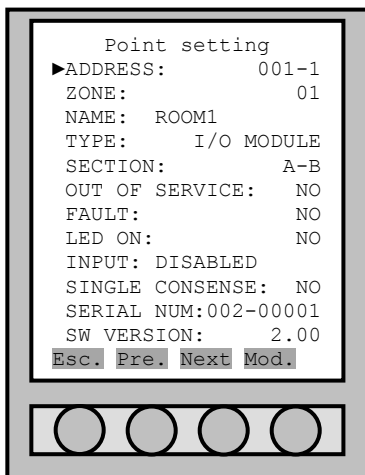 Point setting
►ADDRESS: 001-1
ZONE: 01
NAME: ROOM1
TYPE: I/O MODULE
SECTION: A-B
OUT OF SERVICE: NO
FAULT: NO
LED ON: NO
INPUT: DISABLED
SINGLE CONSENSE: NO
SERIAL NUM:002-00001
SW VERSION: 2.00
Esc. Pre. Next Mod.